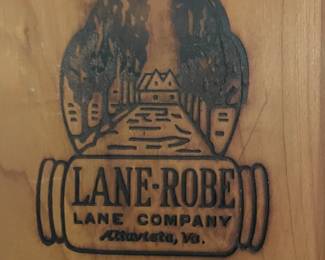 LANE-ROBE
LANE COMPANY
Altavista, Va.